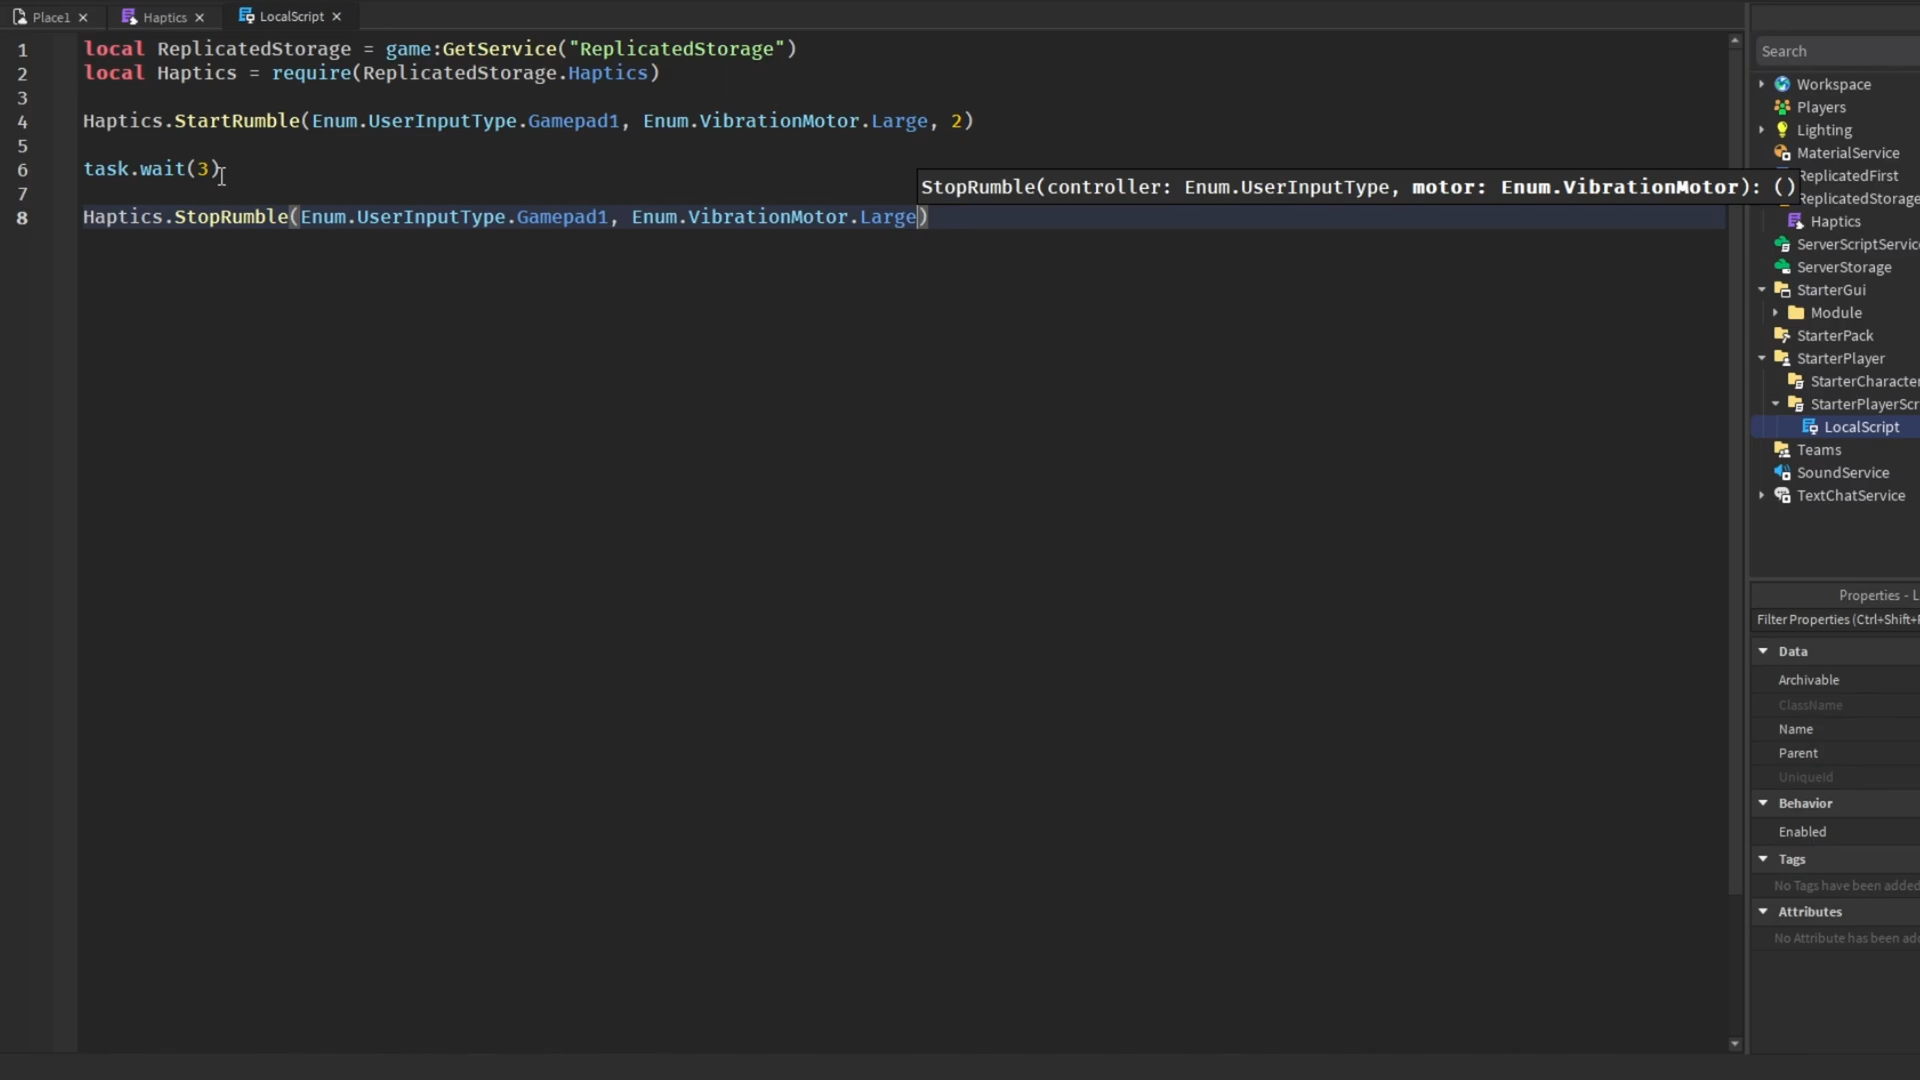 Place1
Haptics
LocalScript
1 local ReplicatedStorage = game:GetService("ReplicatedStorage")
2 local Haptics = require(ReplicatedStorage.Haptics)
3
4 Haptics.StartRumble(Enum.UserInputType.Gamepad1, Enum.VibrationMotor.Large, 2)
5
6 task.wait(3)
7
StopRumble(controller: Enum.UserInputType, motor: Enum.VibrationMotor): ()
8 Haptics.StopRumble(Enum.UserInputType.Gamepad1, Enum.VibrationMotor.Large)
Search
Workspace
Players
Lighting
MaterialService
ReplicatedFirst
ReplicatedStorage
Haptics
ServerScriptServic
ServerStorage
StarterGui
Module
StarterPack
StarterPlayer
StarterCharacter
StarterPlayerScr
LocalScript
Teams
SoundService
TextChatService
Properties - L
Filter Properties (Ctrl+Shift+P
Data
Archivable
ClassName
Name
Parent
UniqueId
Behavior
Enabled
Tags
No Tags have been added
Attributes
No Attribute has been add